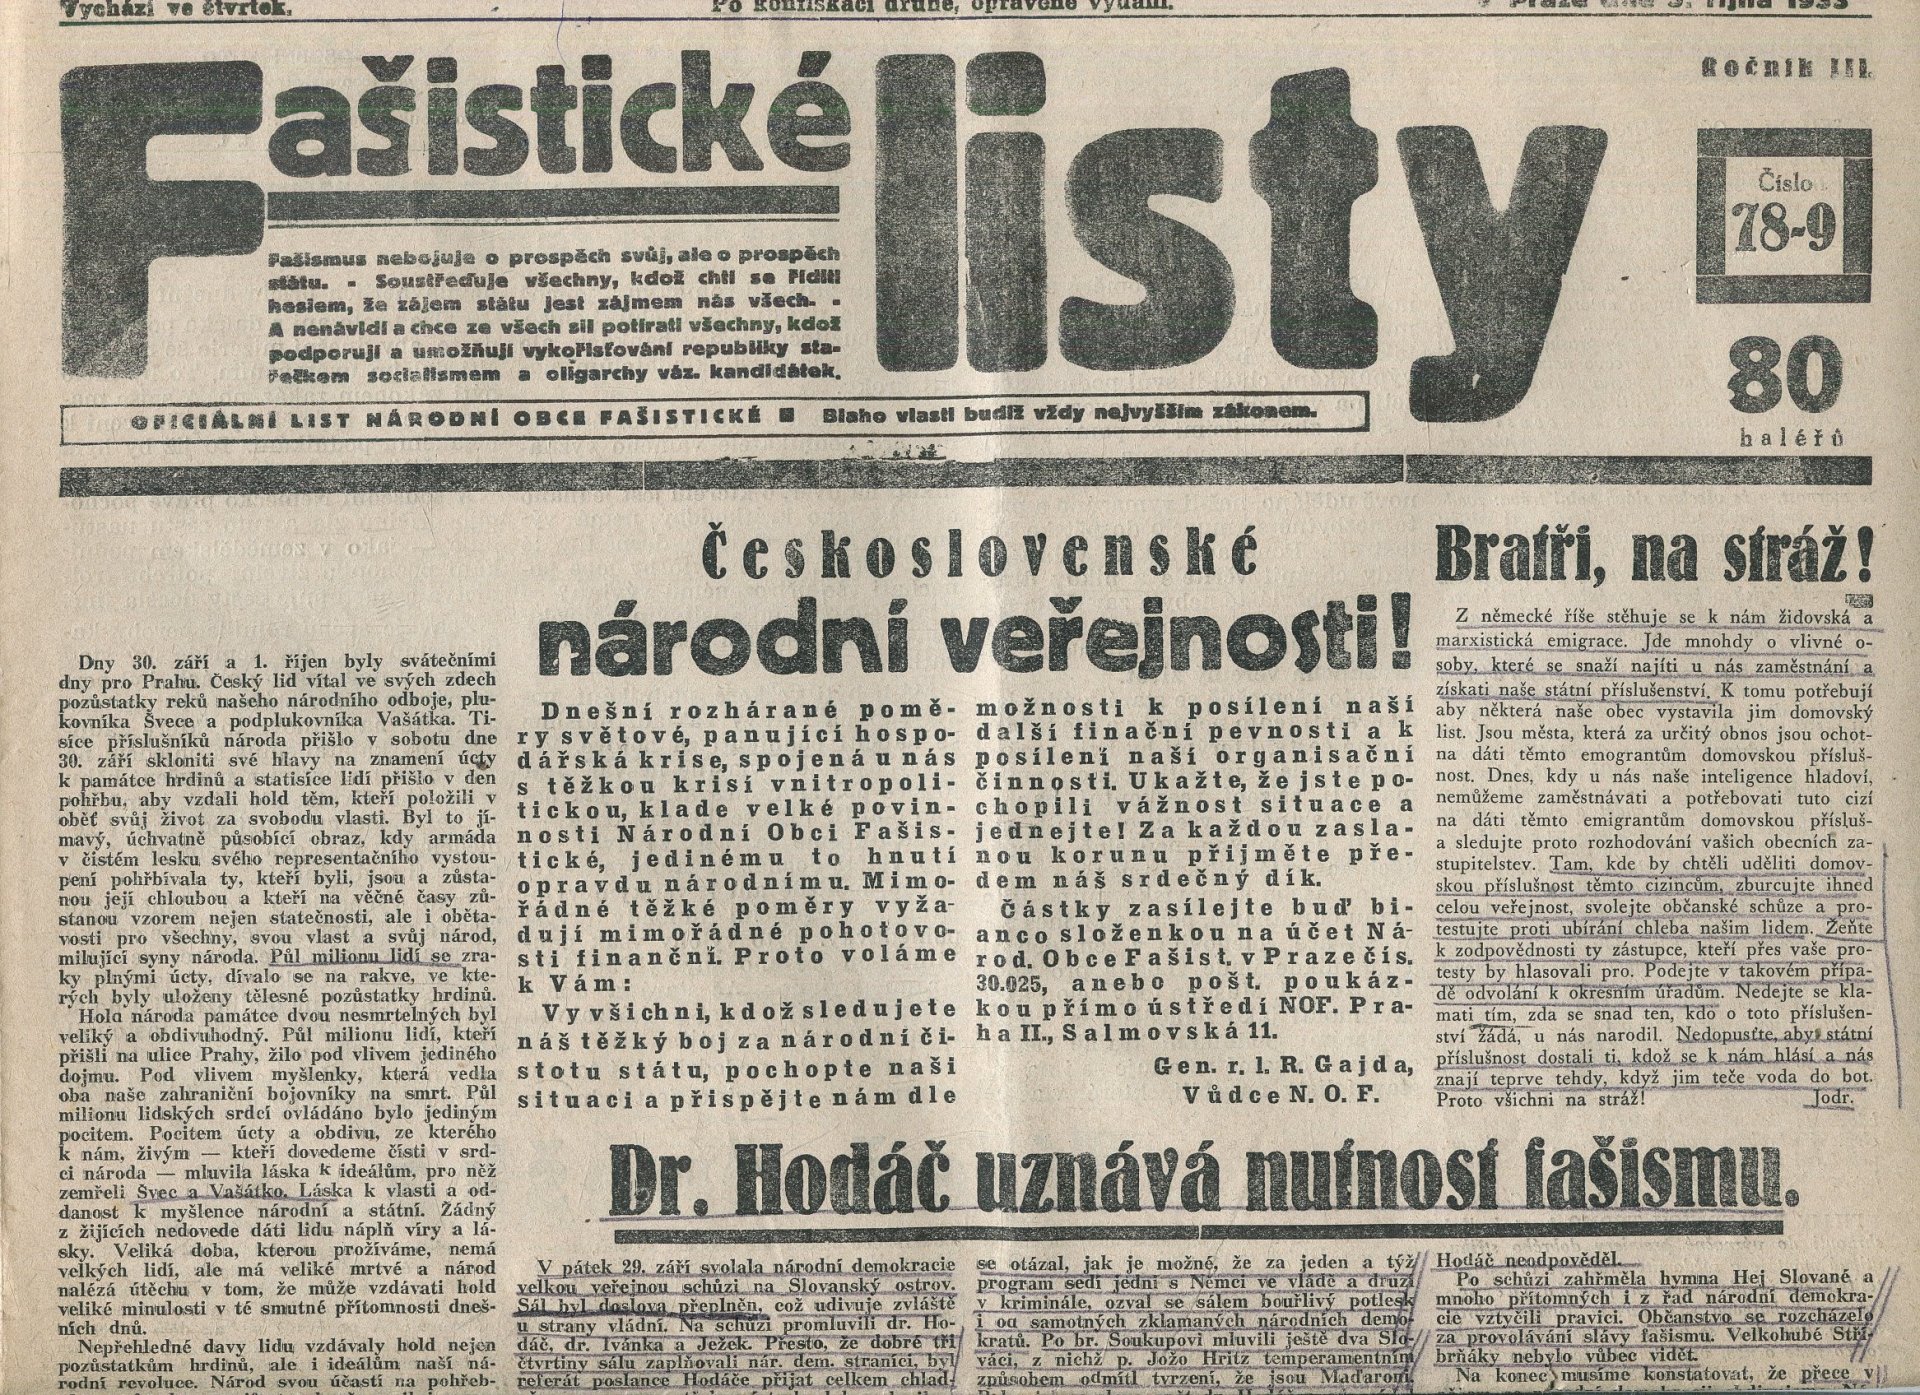 Vychází ve čtvrtek.
Po konfiskaci druhé, opravené vydání.
V Praze dne 5. října 1933
Fašistické listy
Ročník III.
Číslo
78-9
80
haléřů
Fašismus nebojuje o prospěch svůj, ale o prospěch
státu. - Soustřeďuje všechny, kdož chtí se říditi
heslem, že zájem státu jest zájmem nás všech. -
A nenávidí a chce ze všech sil potírati všechny, kdož
podporují a umožňují vykořisťování republiky sta-
řečkem socialismem a oligarchy váz. kandidátek.
OFICIÁLNÍ LIST NÁRODNÍ OBCE FAŠISTICKÉ ■ Blaho vlasti budiž vždy nejvyšším zákonem.
Dny 30. září a 1. říjen byly svátečními
dny pro Prahu. Český lid vítal ve svých zdech
pozůstatky reků našeho národního odboje, plu-
kovníka Švece a podplukovníka Vašátka. Ti-
síce příslušníků národa přišlo v sobotu dne
30. září skloniti své hlavy na znamení úcty
k památce hrdinů a statisíce lidí přišlo v den
pohřbu, aby vzdali hold těm, kteří položili v
oběť svůj život za svobodu vlasti. Byl to jí-
mavý, úchvatně působící obraz, kdy armáda
v čistém lesku svého representačního vystou-
pení pohřbívala ty, kteří byli, jsou a zůsta-
nou její chloubou a kteří na věčné časy zů-
stanou vzorem nejen statečnosti, ale i oběta-
vosti pro všechny, svou vlast a svůj národ,
milující syny národa. Půl milionu lidí se zra-
ky plnými úcty, dívalo se na rakve, ve kte-
rých byly uloženy tělesné pozůstatky hrdinů.
Hold národa památce dvou nesmrtelných byl
veliký a obdivuhodný. Půl milionu lidí, kteří
přišli na ulice Prahy, žilo pod vlivem jediného
dojmu. Pod vlivem myšlenky, která vedla
oba naše zahraniční bojovníky na smrt. Půl
milionu lidských srdcí ovládáno bylo jediným
pocitem. Pocitem úcty a obdivu, ze kterého
k nám, živým — kteří dovedeme čísti v srd-
ci národa — mluvila láska k ideálům, pro něž
zemřeli Švec a Vašátko. Láska k vlasti a od-
danost k myšlence národní a státní. Žádný
z žijících nedovede dáti lidu náplň víry a lá-
sky. Veliká doba, kterou prožíváme, nemá
velkých lidí, ale má veliké mrtvé a národ
nalézá útěchu v tom, že může vzdávati hold
veliké minulosti v té smutné přítomnosti dneš-
ních dnů.
Nepřehledné davy lidu vzdávaly hold nejen
pozůstatkům hrdinů, ale i ideálům naší ná-
rodní revoluce. Národ svou účastí na pohřeb-
Československé
národní veřejnosti!
Dnešní rozhárané pomě-
ry světové, panující hospo-
dářská krise, spojená u nás
s těžkou krisí vnitropoli-
tickou, klade velké povin-
nosti Národní Obci Fašis-
tické, jedinému to hnutí
opravdu národnímu. Mimo-
řádné těžké poměry vyža-
dují mimořádné pohotovo-
sti finanční. Proto voláme
k Vám:
Vy všichni, kdož sledujete
náš těžký boj za národní či-
stotu státu, pochopte naši
situaci a přispějte nám dle
možnosti k posílení naší
další finační pevnosti a k
posílení naší organisační
činnosti. Ukažte, že jste po-
chopili vážnost situace a
jednejte! Za každou zasla-
nou korunu přijměte pře-
dem náš srdečný dík.
Částky zasílejte buď bi-
anco složenkou na účet Ná-
rod. Obce Fašist. v Praze čís.
30.025, anebo pošt. poukáz-
kou přímo ústředí NOF. Pra-
ha II., Salmovská 11.
Gen. r. l. R. Gajda,
Vůdce N. O. F.
Bratři, na stráž!
Z německé říše stěhuje se k nám židovská a
marxistická emigrace. Jde mnohdy o vlivné o-
soby, které se snaží najíti u nás zaměstnání a
získati naše státní příslušenství. K tomu potřebují
aby některá naše obec vystavila jim domovský
list. Jsou města, která za určitý obnos jsou ochot-
na dáti těmto emograntům domovskou přísluš-
nost. Dnes, kdy u nás naše inteligence hladoví,
nemůžeme zaměstnávati a potřebovati tuto cizí
na dáti těmto emigrantům domovskou přísluš-
a sledujte proto rozhodování vašich obecních za-
stupitelstev. Tam, kde by chtěli uděliti domov-
skou příslušnost těmto cizincům, zburcujte ihned
celou veřejnost, svolejte občanské schůze a pro-
testujte proti ubírání chleba našim lidem. Žeňte
k zodpovědnosti ty zástupce, kteří přes vaše pro-
testy by hlasovali pro. Podejte v takovém přípa-
dě odvolání k okresním úřadům. Nedejte se kla-
mati tím, zda se snad ten, kdo o toto příslušen-
ství žádá, u nás narodil. Nedopusťte, aby státní
příslušnost dostali ti, kdož se k nám hlásí a nás
znají teprve tehdy, když jim teče voda do bot.
Proto všichni na stráž! Jodr.
Dr. Hodáč uznává nutnost fašismu.
V pátek 29. září svolala národní demokracie
velkou veřejnou schůzi na Slovanský ostrov.
Sál byl doslova přeplněn, což udivuje zvláště
u strany vládní. Na schůzi promluvili dr. Ho-
dáč, dr. Ivánka a Ježek. Přesto, že dobré tři
čtvrtiny sálu zaplňovali nár. dem. straníci, byl
referát poslance Hodáče přijat celkem chlad-
se otázal, jak je možné, že za jeden a týž
program sedí jedni s Němci ve vládě a druzí
v kriminále, ozval se sálem bouřlivý potlesk
i od samotných zklamaných národních demo-
kratů. Po br. Soukupovi mluvili ještě dva Slo-
váci, z nichž p. Jožo Hritz temperamentním
způsobem odmítl tvrzení, že jsou Maďaroni.
Hodáč neodpověděl.
Po schůzi zahřměla hymna Hej Slované a
mnoho přítomných i z řad národní demokra-
cie vztyčili pravici. Občanstvo se rozcházelo
za provolávání slávy fašismu. Velkohubé Stří-
brňáky nebylo vůbec vidět.
Na konec musíme konstatovat, že přece v